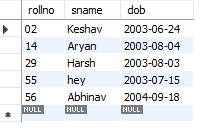 rollno sname dob
02 Keshav 2003-06-24
14 Aryan 2003-08-04
29 Harsh 2003-08-03
55 hey 2003-07-15
56 Abhinav 2004-09-18
NULL NULL NULL